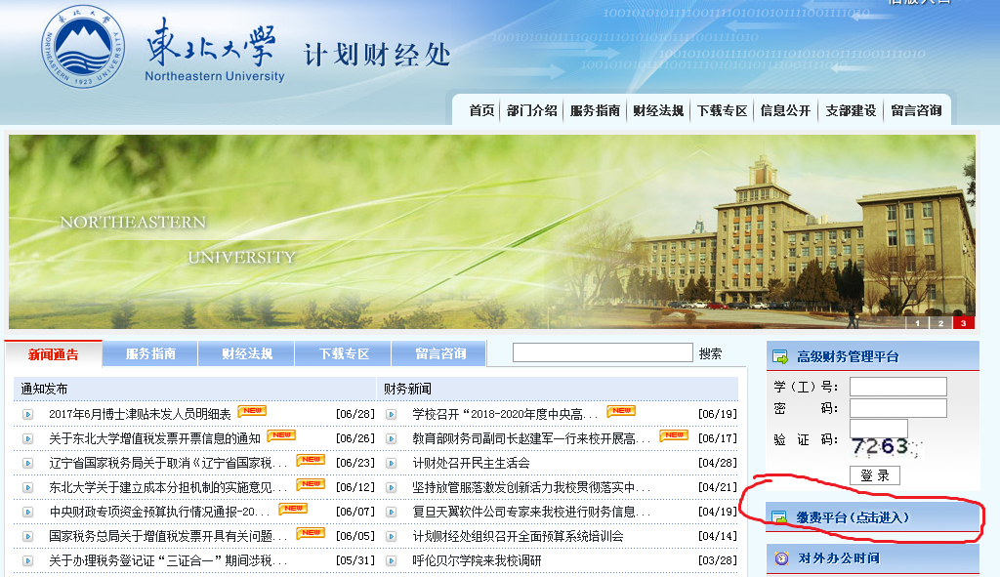 東北大学
Northeastern University
计划财经处
首页 部门介绍 服务指南 财经法规 下载专区 信息公开 支部建设 留言咨询
NORTHEASTERN
UNIVERSITY
1 2 3
新闻通告 服务指南 财经法规 下载专区 留言咨询
搜索
通知发布
2017年6月博士津贴未发人员明细表 NEW [06/28]
关于东北大学增值税发票开票信息的通知 NEW [06/26]
辽宁省国家税务局关于取消《辽宁省国家税... NEW [06/23]
东北大学关于建立成本分担机制的实施意见... NEW [06/12]
中央财政专项资金预算执行情况通报-20... NEW [06/07]
国家税务总局关于增值税发票开具有关问题... NEW [06/05]
关于办理税务登记证“三证合一”期间涉税... [05/31]
财务新闻
学校召开“2018-2020年度中央高... NEW [06/19]
教育部财务司副司长赵建军一行来校开展高... NEW [06/17]
计财处召开民主生活会 [04/28]
坚持放管服落激发创新活力我校贯彻落实中... [04/21]
复旦天翼软件公司专家来我校进行财务信息... [04/19]
计划财经处组织召开全面预算系统培训会 [04/14]
呼伦贝尔学院来我校调研 [03/28]
高级财务管理平台
学（工）号：
密 码：
验 证 码：
7263
登 录
缴费平台(点击进入)
对外办公时间